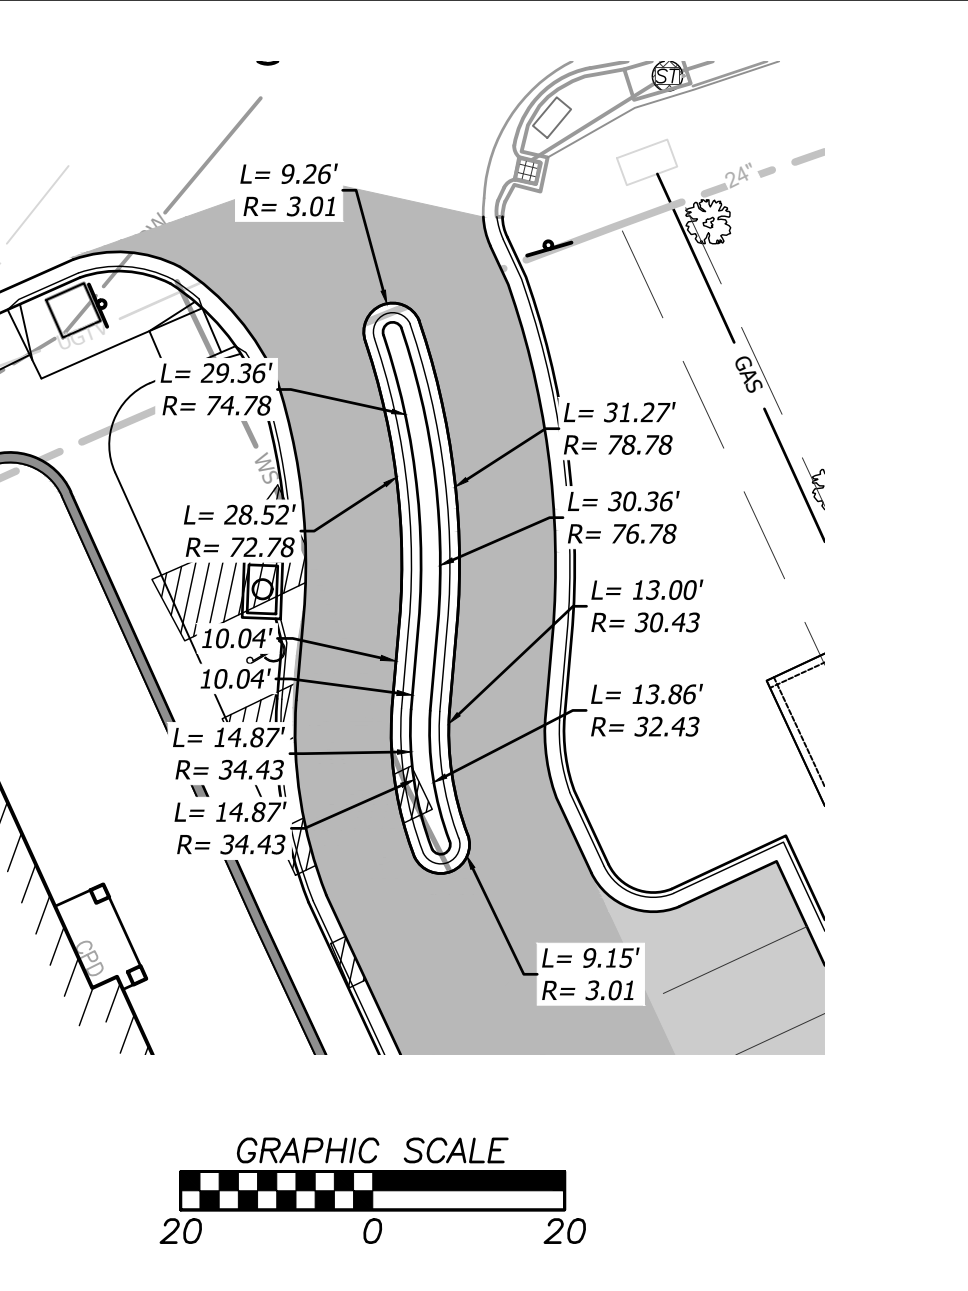 ST
L= 9.26'
R= 3.01
24"
W
UGTV
GAS
L= 29.36'
R= 74.78
L= 31.27'
R= 78.78
WS
L= 30.36'
R= 76.78
L= 28.52'
R= 72.78
L= 13.00'
R= 30.43
10.04'
10.04'
L= 13.86'
R= 32.43
L= 14.87'
R= 34.43
L= 14.87'
R= 34.43
CPD
L= 9.15'
R= 3.01
GRAPHIC SCALE
20 0 20